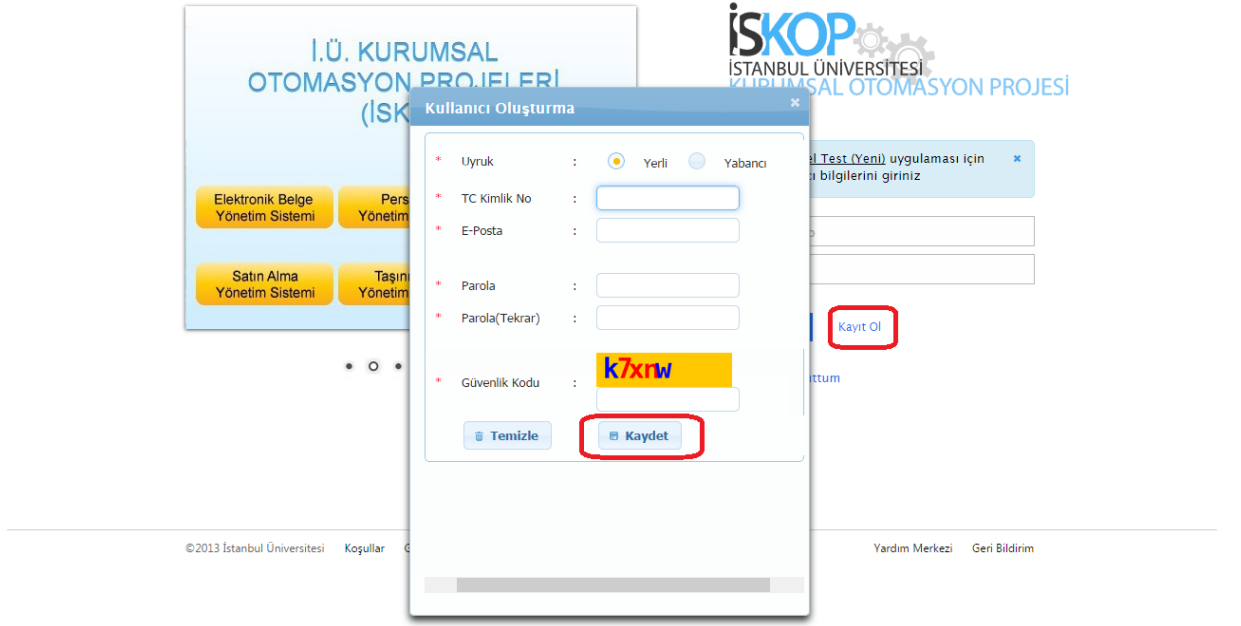 İ.Ü. KURUMSAL
OTOMASYON PROJELERİ
(İSK
Elektronik Belge
Yönetim Sistemi
Pers
Yönetim
Satın Alma
Yönetim Sistemi
Taşın
Yönetim
İSKOP
İSTANBUL ÜNİVERSİTESİ
KURUMSAL OTOMASYON PROJESİ
Test (Yeni) uygulaması için
bilgilerini giriniz
Kayıt Ol
ttum
Kullanıcı Oluşturma
* Uyruk : Yerli Yabancı
* TC Kimlik No :
* E-Posta :
* Parola :
* Parola(Tekrar) :
k7xnw
* Güvenlik Kodu :
Temizle Kaydet
©2013 İstanbul Üniversitesi Koşullar G
Yardım Merkezi Geri Bildirim